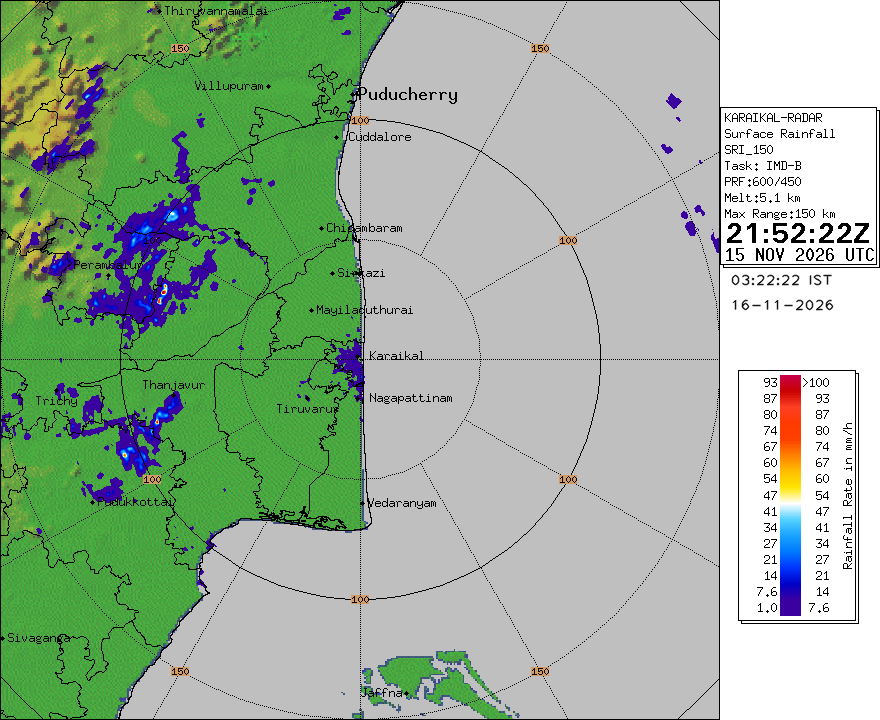 Thiruvannamalai
150
150
Villupuram
Puducherry
100
Cuddalore
KARAIKAL-RADAR
Surface Rainfall
SRI_150
Task: IMD-B
PRF:600/450
Melt:5.1 km
Max Range:150 km
21:52:22Z
15 NOV 2026 UTC
03:22:22 IST
16-11-2026
Chidambaram
100
Perambalur
Sirkazi
Mayiladuthurai
Karaikal
Thanjavur
Trichy
Nagapattinam
Tiruvarur
100
100
Pudukkottai
Vedaranyam
100
Sivaganga
150
150
Jaffna
93 >100
87 93
80 87
74 80
67 74
60 67
54 60
47 54
41 47
34 41
27 34
21 27
14 21
7.6 14
1.0 7.6
Rainfall Rate in mm/h